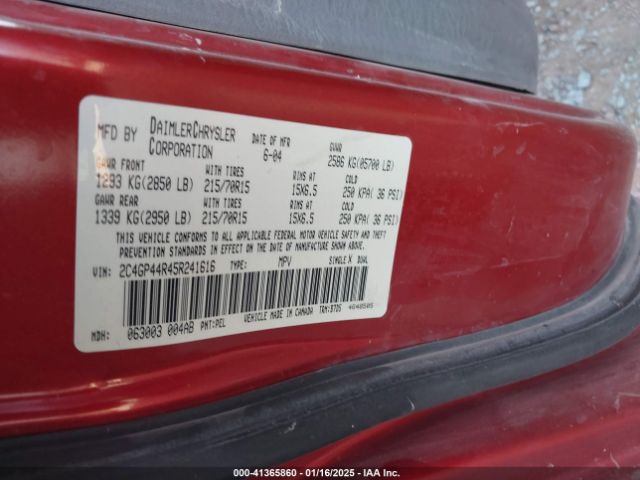 MFD BY DAIMLERCHRYSLER CORPORATION DATE OF MFR 6-04 GVWR 2586 KG(05700 LB)
GAWR FRONT WITH TIRES RIMS AT COLD
1293 KG(2850 LB) 215/70R15 15X6.5 250 KPA( 36 PSI)
GAWR REAR WITH TIRES RIMS AT COLD
1339 KG(2950 LB) 215/70R15 15X6.5 250 KPA( 36 PSI)
THIS VEHICLE CONFORMS TO ALL APPLICABLE FEDERAL MOTOR VEHICLE SAFETY AND THEFT
PREVENTION STANDARDS IN EFFECT ON THE DATE OF MANUFACTURE SHOWN ABOVE.
VIN: 2C4GP44R45R241616 TYPE: MPV SINGLE X DUAL
MDH: 063003 004AB PNT:PEL VEHICLE MADE IN CANADA TRM:B7D5 4648505
000-41365860 | 01/16/2025 - IAA Inc.